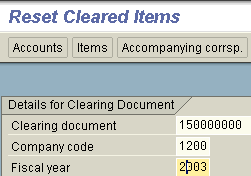 Reset Cleared Items
Accounts Items Accompanying corrsp.
Details for Clearing Document
Clearing document 150000000
Company code 1200
Fiscal year 2003